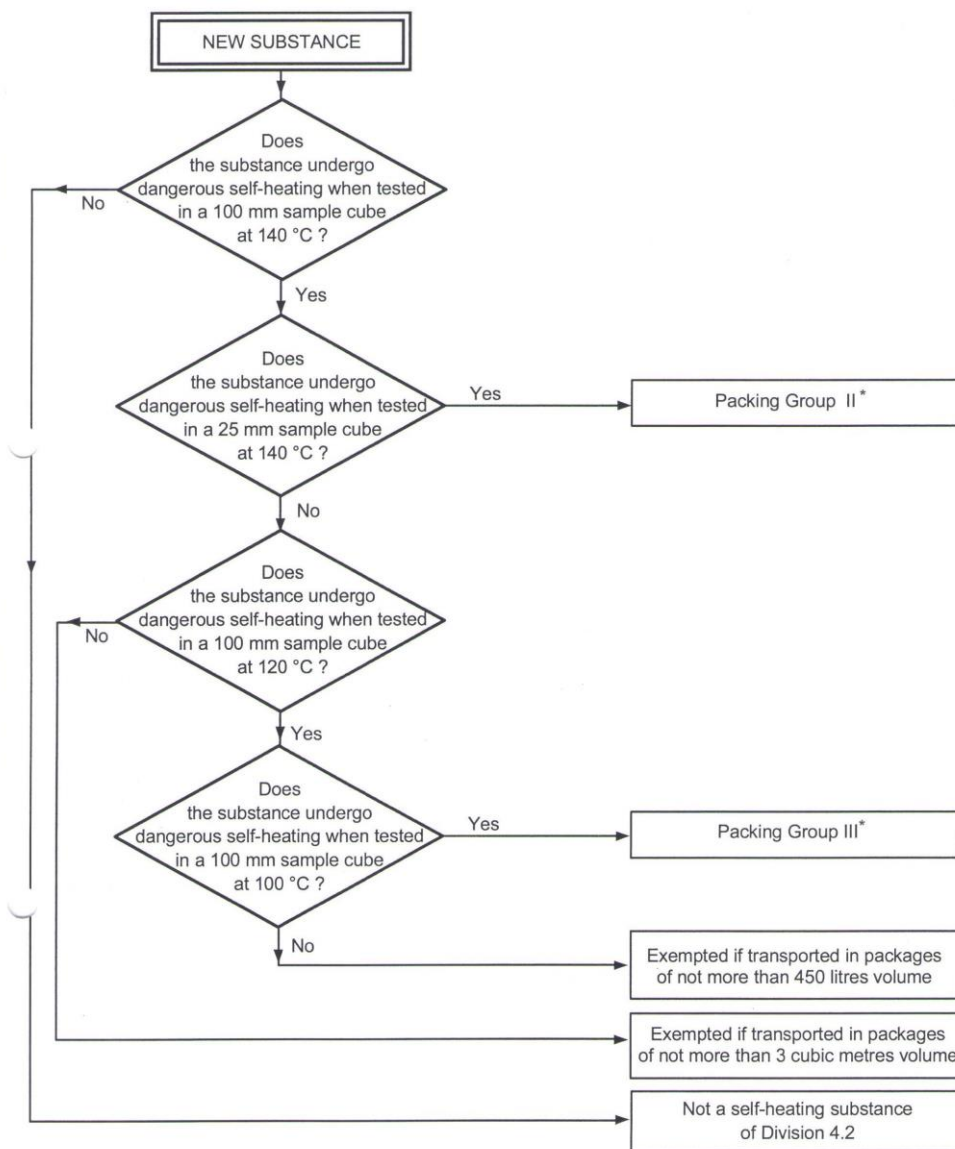 NEW SUBSTANCE
Does
the substance undergo
dangerous self-heating when tested
in a 100 mm sample cube
at 140 °C ?
No
Yes
Does
the substance undergo
dangerous self-heating when tested
in a 25 mm sample cube
at 140 °C ?
Yes
Packing Group II*
No
Does
the substance undergo
dangerous self-heating when tested
in a 100 mm sample cube
at 120 °C ?
No
Yes
Does
the substance undergo
dangerous self-heating when tested
in a 100 mm sample cube
at 100 °C ?
Yes
Packing Group III*
No
Exempted if transported in packages
of not more than 450 litres volume
Exempted if transported in packages
of not more than 3 cubic metres volume
Not a self-heating substance
of Division 4.2